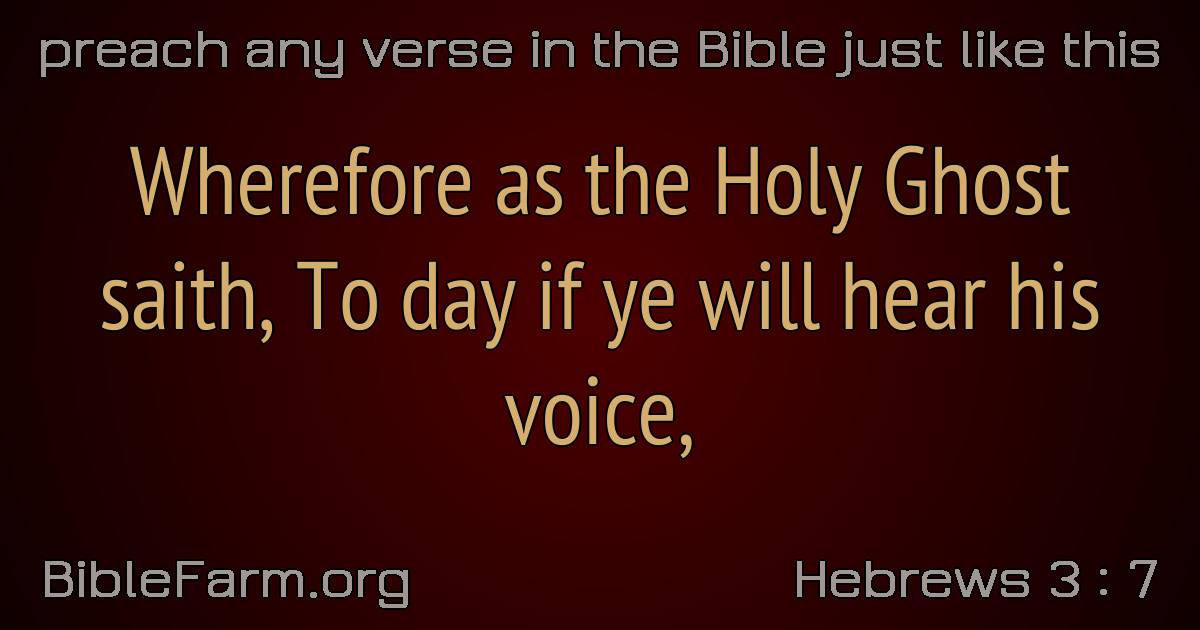 preach any verse in the Bible just like this
Wherefore as the Holy Ghost
saith, To day if ye will hear his
voice,
BibleFarm.org
Hebrews 3 : 7